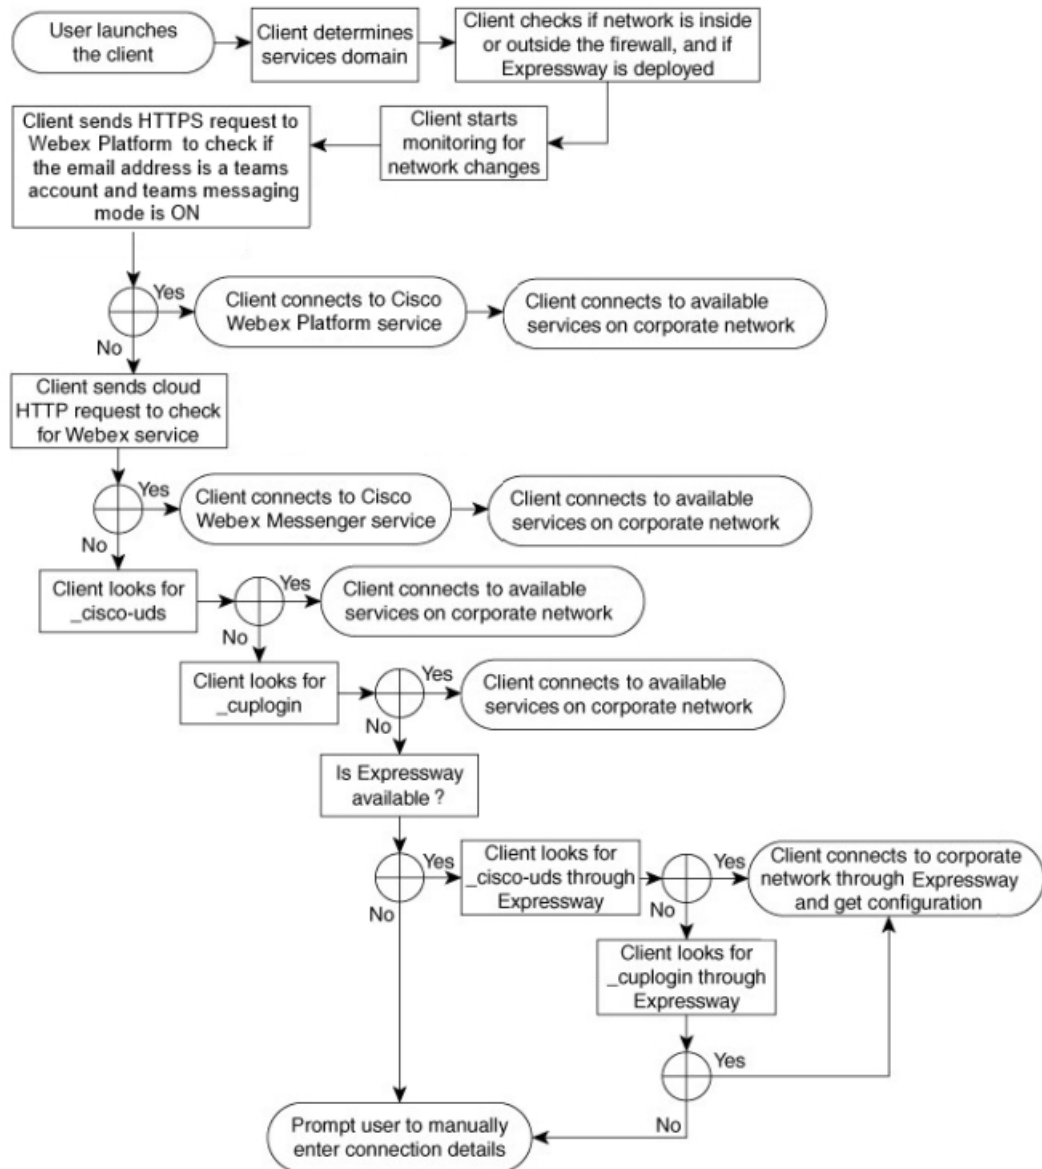 User launches
the client
Client determines
services domain
Client checks if network is inside
or outside the firewall, and if
Expressway is deployed
Client starts
monitoring for
network changes
Client sends HTTPS request to
Webex Platform to check if
the email address is a teams
account and teams messaging
mode is ON
Yes
Client connects to Cisco
Webex Platform service
Client connects to available
services on corporate network
No
Client sends cloud
HTTP request to check
for Webex service
Yes
Client connects to Cisco
Webex Messenger service
Client connects to available
services on corporate network
No
Client looks for
_cisco-uds
Yes
Client connects to available
services on corporate network
No
Client looks for
_cuplogin
Yes
Client connects to available
services on corporate network
No
Is Expressway
available ?
Yes
Client looks for
_cisco-uds through
Expressway
Yes
Client connects to corporate
network through Expressway
and get configuration
No
No
Client looks for
_cuplogin through
Expressway
Yes
No
Prompt user to manually
enter connection details